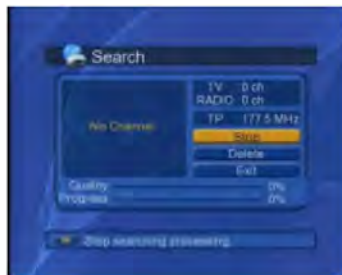 Search
TV 0 ch
RADIO 0 ch
TP 177.5 MHz
No Channel
Stop
Delete
Exit
Quality 0%
Progress 0%
Stop searching processing.